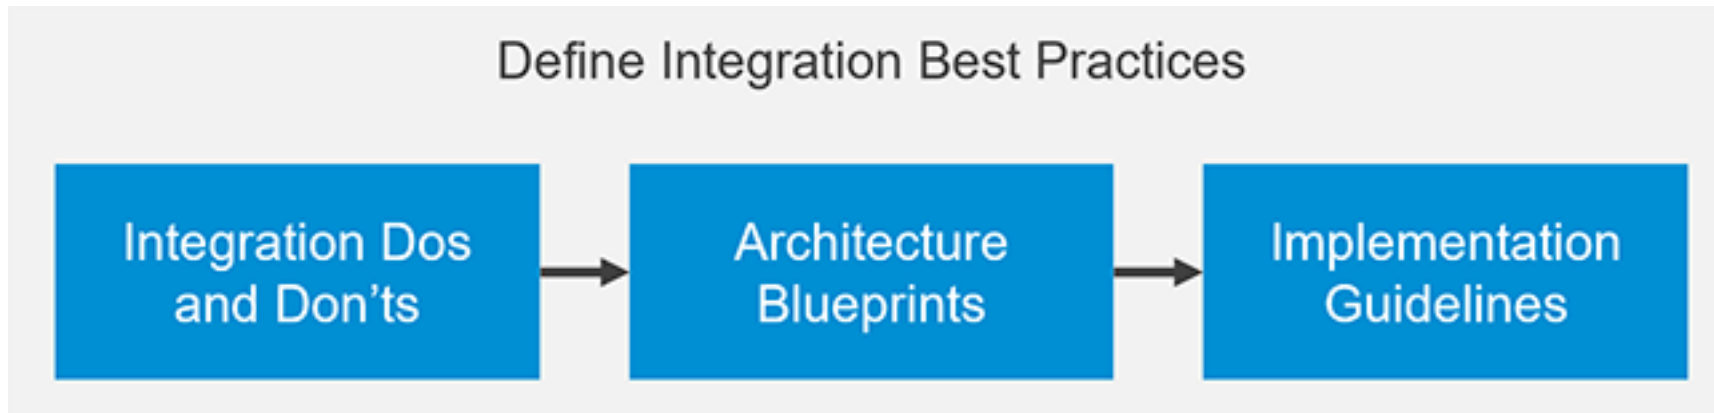 Define Integration Best Practices
Integration Dos
and Don’ts
Architecture
Blueprints
Implementation
Guidelines